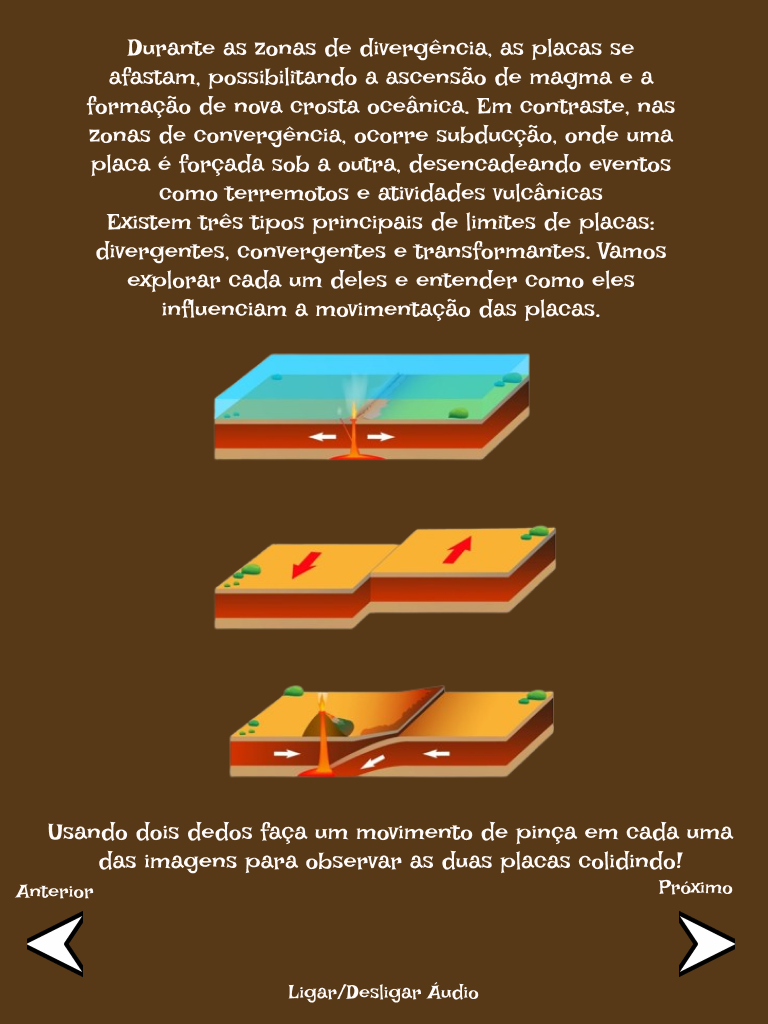 Durante as zonas de divergência, as placas se
afastam, possibilitando a ascensão de magma e a
formação de nova crosta oceânica. Em contraste, nas
zonas de convergência, ocorre subducção, onde uma
placa é forçada sob a outra, desencadeando eventos
como terremotos e atividades vulcânicas
Existem três tipos principais de limites de placas:
divergentes, convergentes e transformantes. Vamos
explorar cada um deles e entender como eles
influenciam a movimentação das placas.
Usando dois dedos faça um movimento de pinça em cada uma
das imagens para observar as duas placas colidindo!
Anterior
Próximo
Ligar/Desligar Áudio